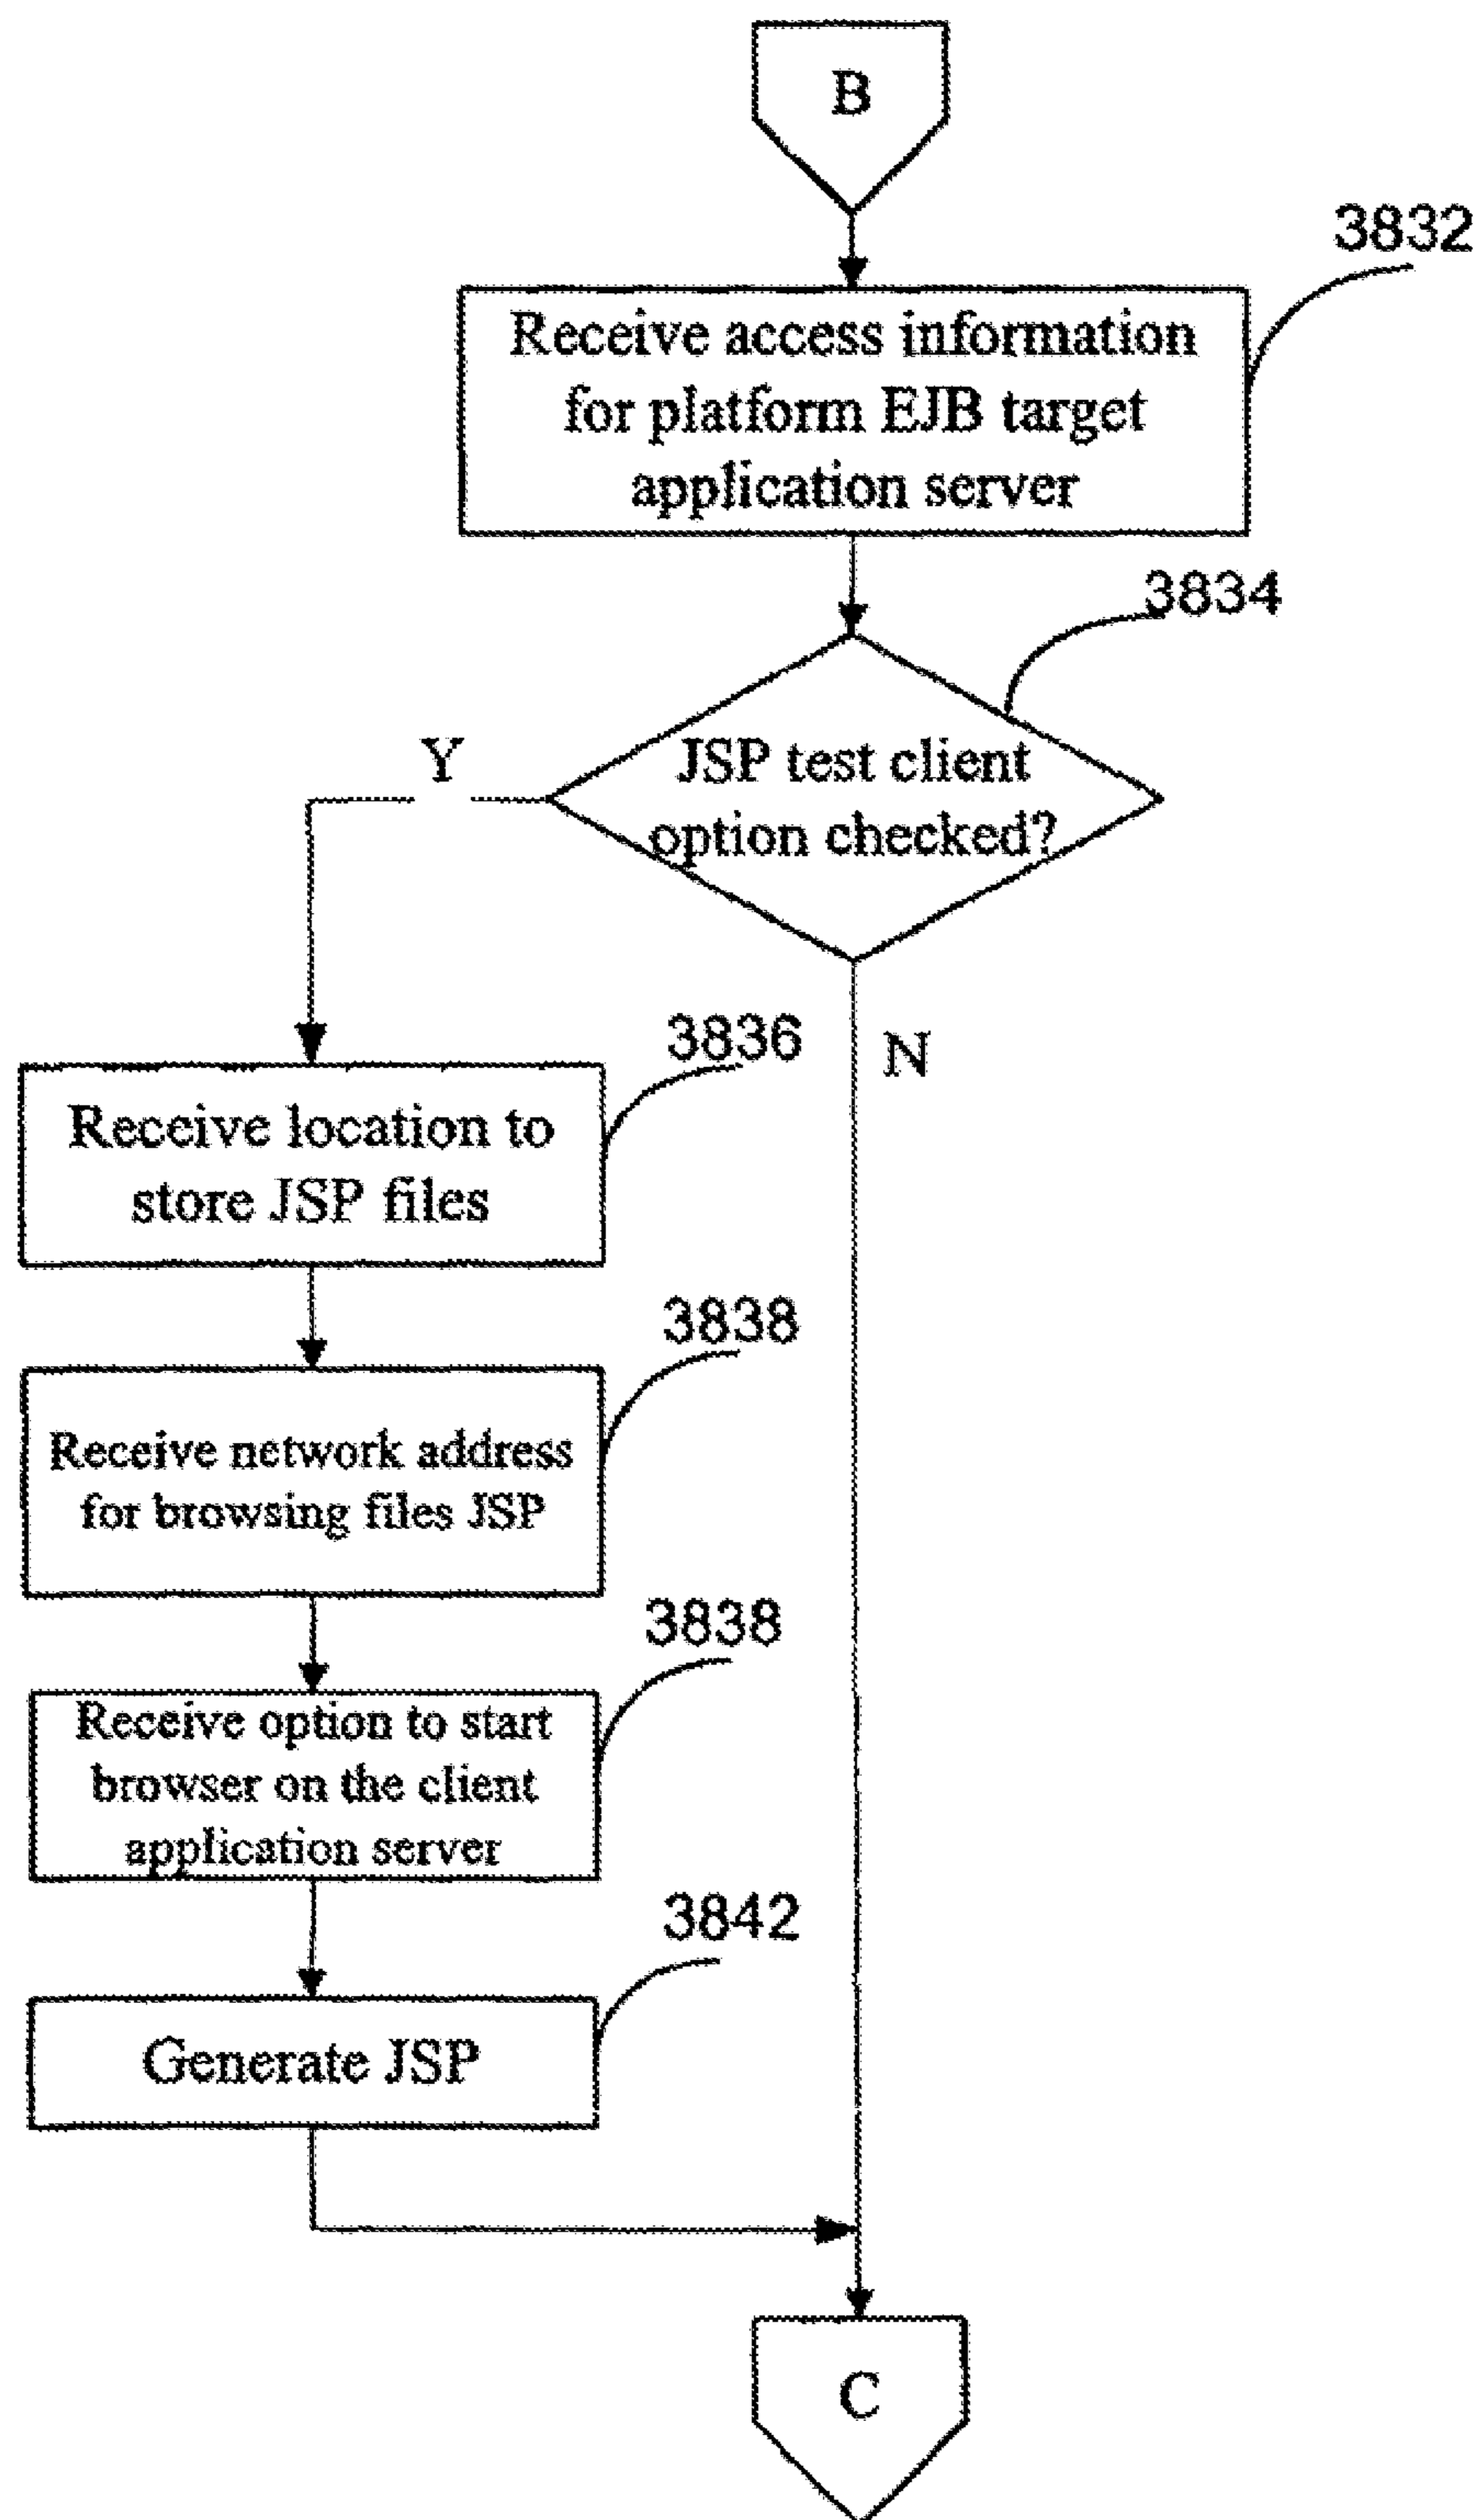 B
3832
Receive access information
for platform EJB target
application server
3834
JSP test client
option checked?
Y
N
3836
Receive location to
store JSP files
3838
Receive network address
for browsing files JSP
3838
Receive option to start
browser on the client
application server
3842
Generate JSP
C